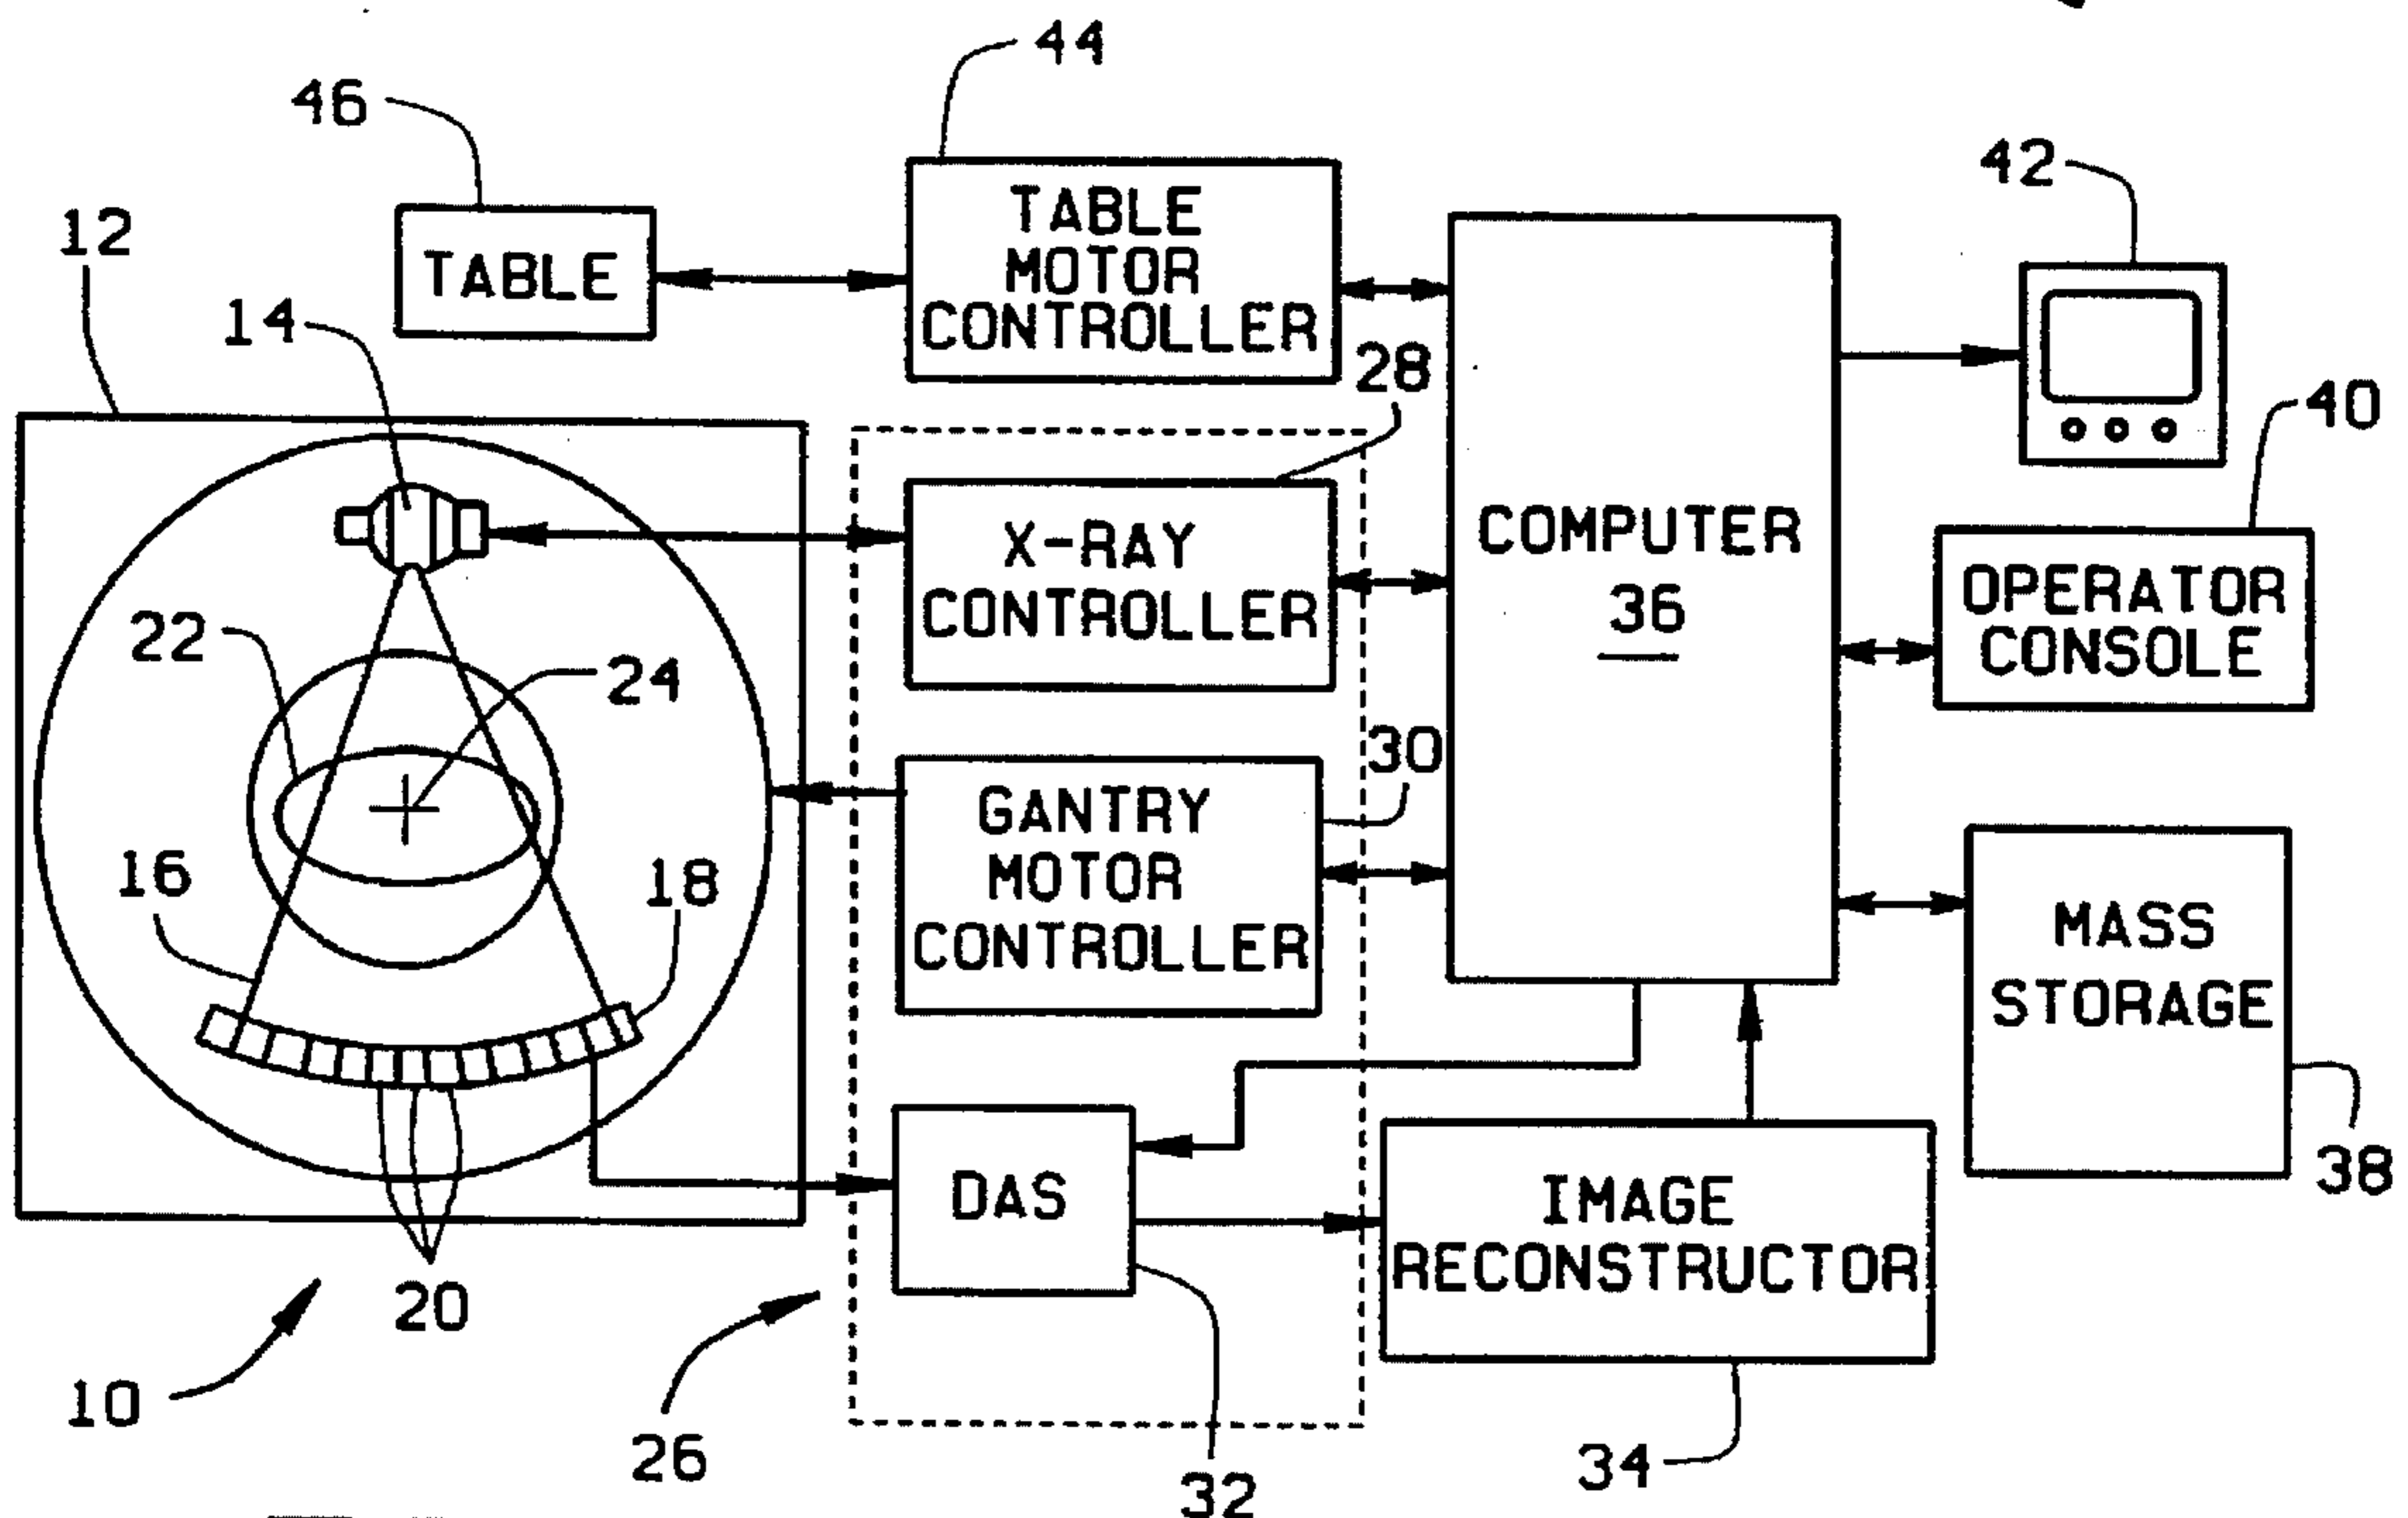 44
46
42
12
TABLE
MOTOR
CONTROLLER
TABLE
14
28
40
X-RAY
CONTROLLER
COMPUTER
36
OPERATOR
CONSOLE
22
24
30
GANTRY
MOTOR
CONTROLLER
16
18
MASS
STORAGE
38
DAS
IMAGE
RECONSTRUCTOR
20
10
26
32
34